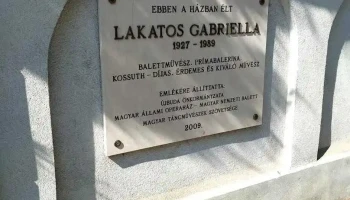 EBBEN A HÁZBAN ÉLT
LAKATOS GABRIELLA
1927 - 1989
BALETTMŰVÉSZ, PRÍMABALERINA,
KOSSUTH - DÍJAS, ÉRDEMES ÉS KIVÁLÓ MŰVÉSZ
EMLÉKÉRE ÁLLÍTTATTA
ÓBUDA ÖNKORMÁNYZATA
MAGYAR ÁLLAMI OPERAHÁZ - MAGYAR NEMZETI BALETT
MAGYAR TÁNCMŰVÉSZEK SZÖVETSÉGE
2009.